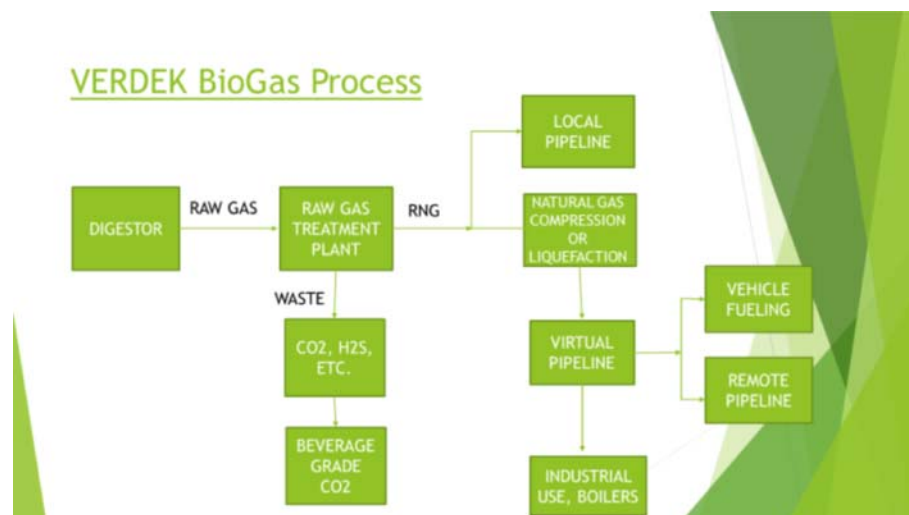 VERDEK BioGas Process
LOCAL
PIPELINE
DIGESTOR
RAW GAS
RAW GAS
TREATMENT
PLANT
RNG
NATURAL GAS
COMPRESSION
OR
LIQUEFACTION
WASTE
CO2, H2S,
ETC.
VIRTUAL
PIPELINE
VEHICLE
FUELING
REMOTE
PIPELINE
BEVERAGE
GRADE
CO2
INDUSTRIAL
USE, BOILERS